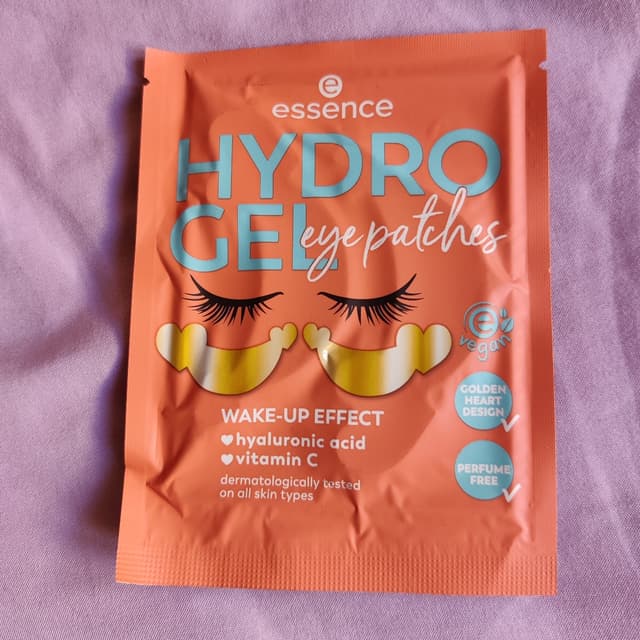 e
essence
HYDRO
GEL eye patches
e
vegan
GOLDEN
HEART
DESIGN
WAKE-UP EFFECT
hyaluronic acid
vitamin C
dermatologically tested
on all skin types
PERFUME
FREE